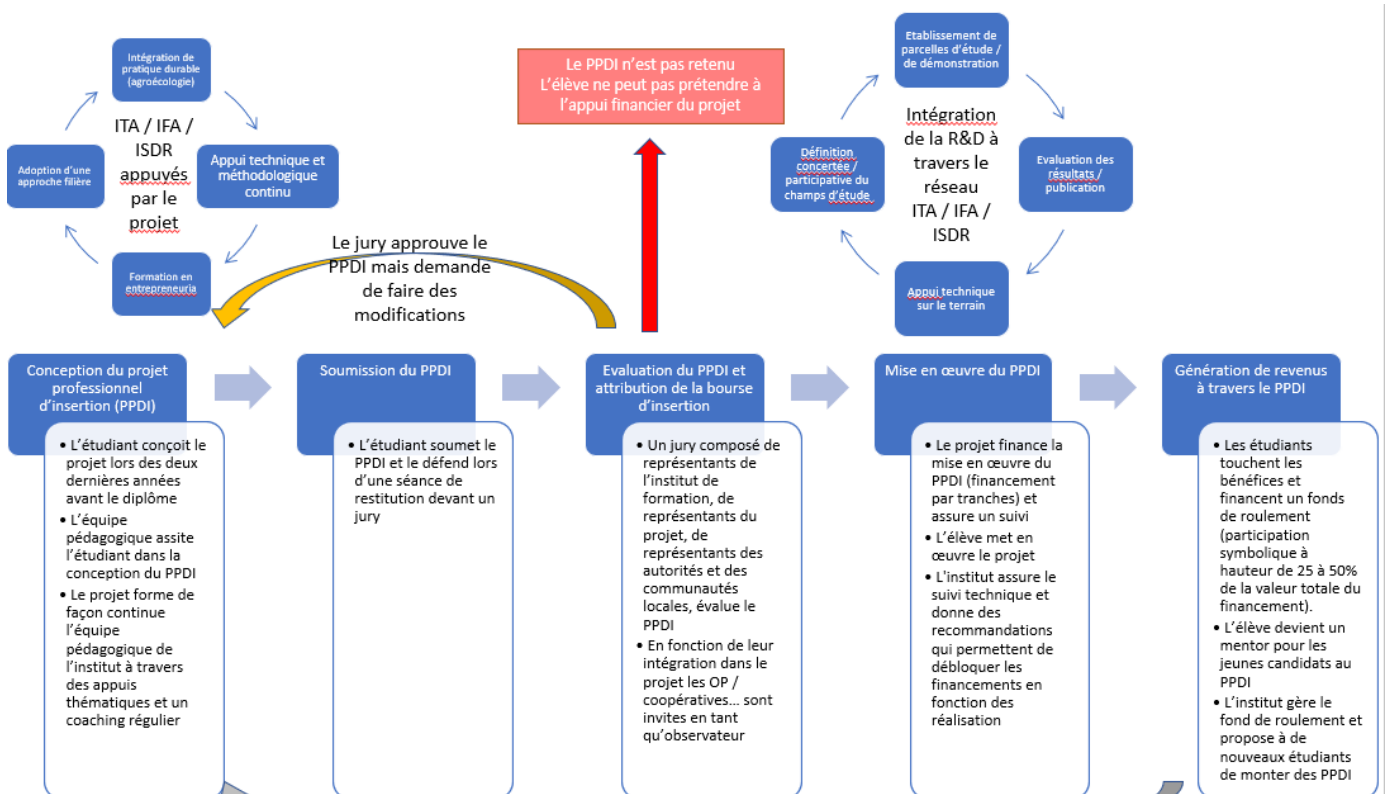 Intégration de
pratique durable
(agroécologie)
ITA / IFA /
ISDR
appuyés
par le
projet
Adoption d'une
approche filière
Appui technique et
méthodologique
continu
Formation en
entrepreneuria
Le PPDI n'est pas retenu
L'élève ne peut pas prétendre à
l'appui financier du projet
Etablissement de
parcelles d'étude /
de démonstration
Intégration
de la R&D à
travers le
réseau
ITA / IFA /
ISDR
Définition
concertée /
participative du
champs d'étude
Evaluation des
résultats /
publication
Appui technique
sur le terrain
Le jury approuve le
PPDI mais demande
de faire des
modifications
Conception du projet
professionnel
d'insertion (PPDI)
• L'étudiant conçoit le
projet lors des deux
dernières années
avant le diplôme
• L'équipe
pédagogique assite
l'étudiant dans la
conception du PPDI
• Le projet forme de
façon continue
l'équipe
pédagogique de
l'institut à travers
des appuis
thématiques et un
coaching régulier
Soumission du PPDI
• L'étudiant soumet le
PPDI et le défend lors
d'une séance de
restitution devant un
jury
Evaluation du PPDI et
attribution de la bourse
d'insertion
• Un jury composé de
représentants de
l'institut de
formation, de
représentants du
projet, de
représentants des
autorités et des
communautés
locales, évalue le
PPDI
• En fonction de leur
intégration dans le
projet les OP /
coopératives... sont
invites en tant
qu'observateur
Mise en œuvre du PPDI
• Le projet finance la
mise en œuvre du
PPDI (financement
par tranches) et
assure un suivi
• L'élève met en
œuvre le projet
• L'institut assure le
suivi technique et
donne des
recommandations
qui permettent de
débloquer les
financements en
fonction des
réalisation
Génération de revenus
à travers le PPDI
• Les étudiants
touchent les
bénéfices et
financent un fonds
de roulement
(participation
symbolique à
hauteur de 25 à 50%
de la valeur totale du
financement).
• L'élève devient un
mentor pour les
jeunes candidats au
PPDI
• L'institut gère le
fond de roulement et
propose à de
nouveaux étudiants
de monter des PPDI